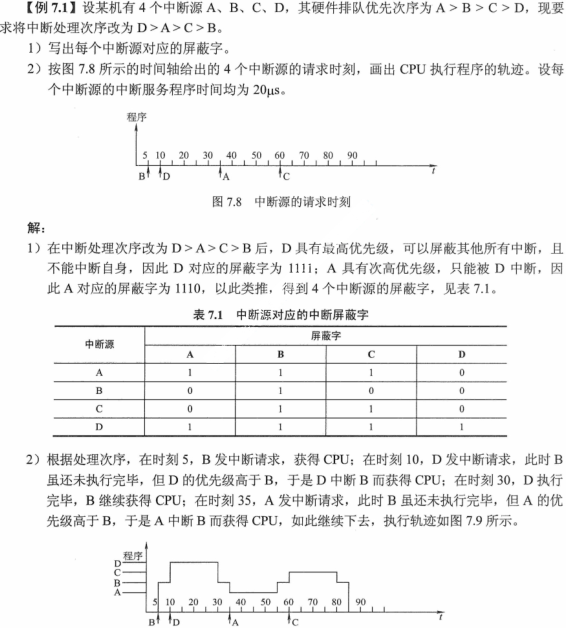 【例 7.1】设某机有 4 个中断源 A、B、C、D，其硬件排队优先次序为 A > B > C > D，现要
求将中断处理次序改为 D > A > C > B。
1）写出每个中断源对应的屏蔽字。
2）按图 7.8 所示的时间轴给出的 4 个中断源的请求时刻，画出 CPU 执行程序的轨迹。设每
个中断源的中断服务程序时间均为 20μs。
程序
5 10 20 30 40 50 60 70 80 90
B D A C t
图 7.8 中断源的请求时刻
解：
1）在中断处理次序改为 D > A > C > B 后，D 具有最高优先级，可以屏蔽其他所有中断，且
不能中断自身，因此 D 对应的屏蔽字为 1111；A 具有次高优先级，只能被 D 中断，因
此 A 对应的屏蔽字为 1110，以此类推，得到 4 个中断源的屏蔽字，见表 7.1。
表 7.1 中断源对应的中断屏蔽字
中断源 屏蔽字
A B C D
A 1 1 1 0
B 0 1 0 0
C 0 1 1 0
D 1 1 1 1
2）根据处理次序，在时刻 5，B 发中断请求，获得 CPU；在时刻 10，D 发中断请求，此时 B
虽还未执行完毕，但 D 的优先级高于 B，于是 D 中断 B 而获得 CPU；在时刻 30，D 执行
完毕，B 继续获得 CPU；在时刻 35，A 发中断请求，此时 B 虽还未执行完毕，但 A 的优
先级高于 B，于是 A 中断 B 而获得 CPU，如此继续下去，执行轨迹如图 7.9 所示。
程序
D
C
B
A
5 10 20 30 40 50 60 70 80 90
B D A C t